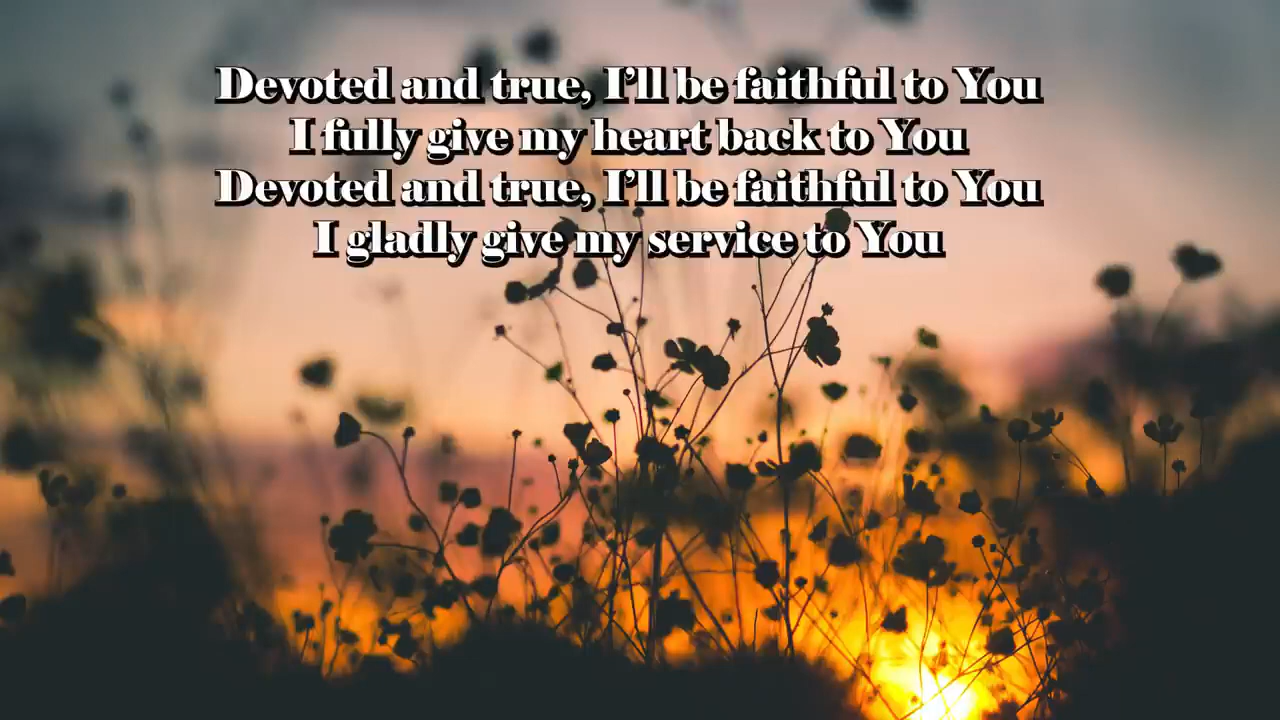 Devoted and true, I'll be faithful to You
I fully give my heart back to You
Devoted and true, I'll be faithful to You
I gladly give my service to You